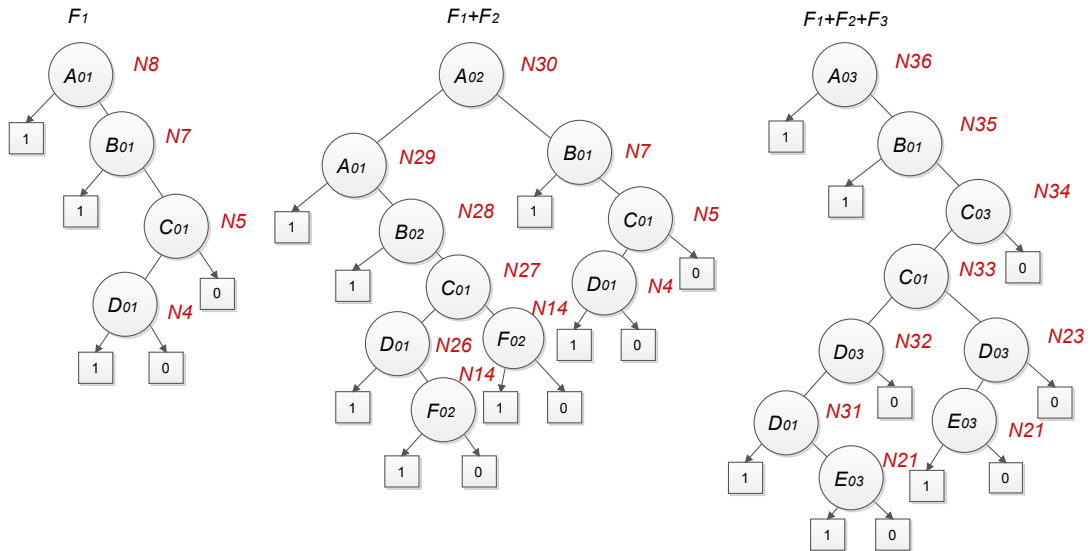 F1
A01 N8
1 B01 N7
1 C01 N5
D01 N4 0
1 0
F1+F2
A02 N30
A01 N29 B01 N7
1 B02 N28 1 C01 N5
1 C01 N27 D01 N4 0
D01 N26 F02 N14 1 0
1 F02 N14 1 0
1 0
F1+F2+F3
A03 N36
1 B01 N35
1 C03 N34
C01 N33 0
D03 N32 D03 N23
D01 N31 0 E03 N21 0
1 E03 N21 1 0
1 0